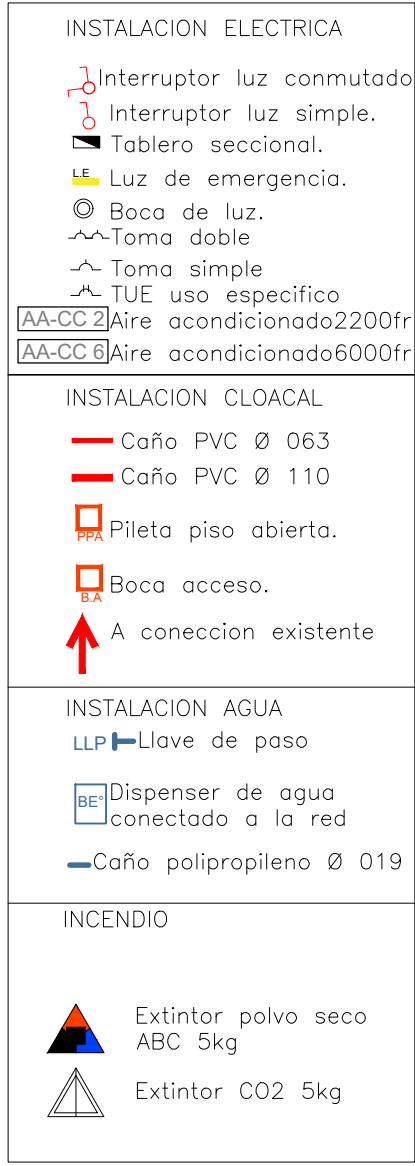 INSTALACION ELECTRICA
Interruptor luz conmutado
Interruptor luz simple.
Tablero seccional.
L.E Luz de emergencia.
Boca de luz.
Toma doble
Toma simple
TUE uso especifico
AA-CC 2 Aire acondicionado2200fr
AA-CC 6 Aire acondicionado6000fr
INSTALACION CLOACAL
Caño PVC Ø 063
Caño PVC Ø 110
PPA Pileta piso abierta.
B.A Boca acceso.
A coneccion existente
INSTALACION AGUA
LLP Llave de paso
BE° Dispenser de agua
conectado a la red
Caño polipropileno Ø 019
INCENDIO
Extintor polvo seco
ABC 5kg
Extintor CO2 5kg